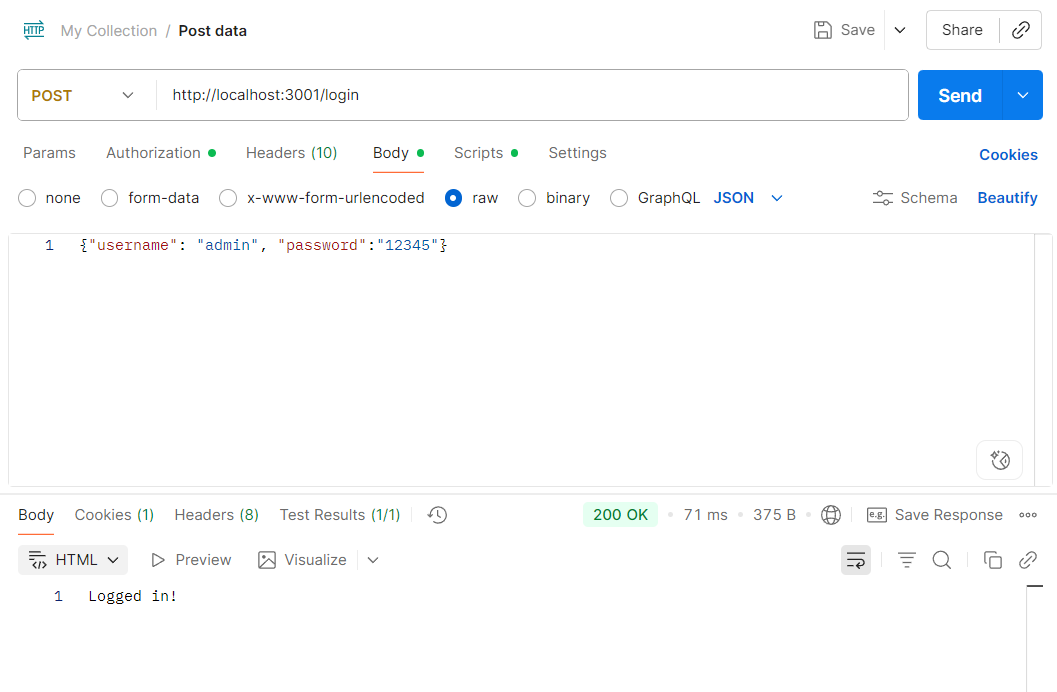 HTTP My Collection / Post data Save Share
POST http://localhost:3001/login Send
Params Authorization Headers (10) Body Scripts Settings Cookies
none form-data x-www-form-urlencoded raw binary GraphQL JSON Schema Beautify
1 {"username": "admin", "password":"12345"}
Body Cookies (1) Headers (8) Test Results (1/1) 200 OK 71 ms 375 B e.g. Save Response
HTML Preview Visualize
1 Logged in!